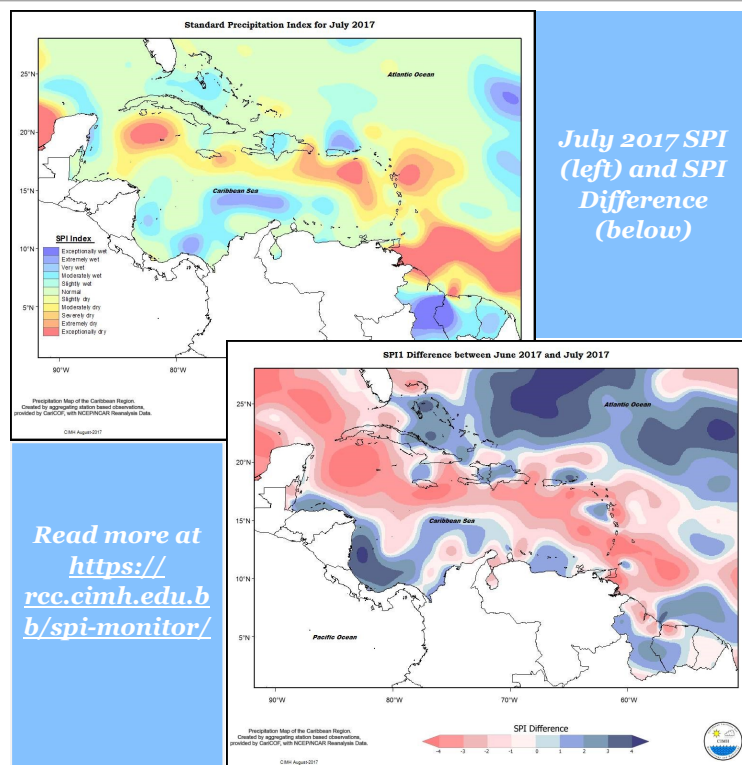 Standard Precipitation Index for July 2017
25°N
20°N
15°N
10°N
5°N
Atlantic Ocean
Caribbean Sea
SPI Index
Exceptionally wet
Extremely wet
Very wet
Moderately wet
Slightly wet
Normal
Slightly dry
Moderately dry
Severely dry
Extremely dry
Exceptionally dry
90°W
80°W
Precipitation Map of the Caribbean Region.
Created by aggregating station based observations,
provided by CariCOF, with NCEP/NCAR Reanalysis Data.
CIMH August-2017
July 2017 SPI
(left) and SPI
Difference
(below)
SPI1 Difference between June 2017 and July 2017
25°N
20°N
15°N
10°N
5°N
Atlantic Ocean
Caribbean Sea
Pacific Ocean
90°W
80°W
70°W
60°W
SPI Difference
-4 -3 -2 -1 0 1 2 3 4
Precipitation Map of the Caribbean Region.
Created by aggregating station based observations,
provided by CariCOF, with NCEP/NCAR Reanalysis Data.
CIMH August-2017
CIMH
Read more at
https://
rcc.cimh.edu.b
b/spi-monitor/